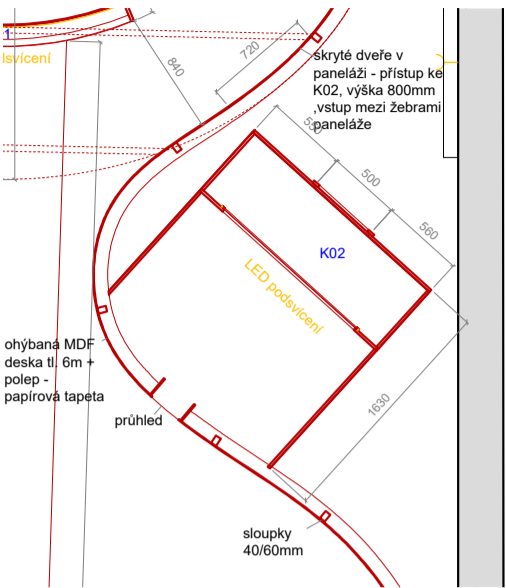 1
dsvícení
840
720
skryté dveře v
paneláži - přístup ke
K02, výška 800mm
,vstup mezi žebrami
paneláže
500
560
K02
LED podsvícení
ohýbaná MDF
deska tl. 6m +
polep -
papírová tapeta
průhled
1630
sloupky
40/60mm